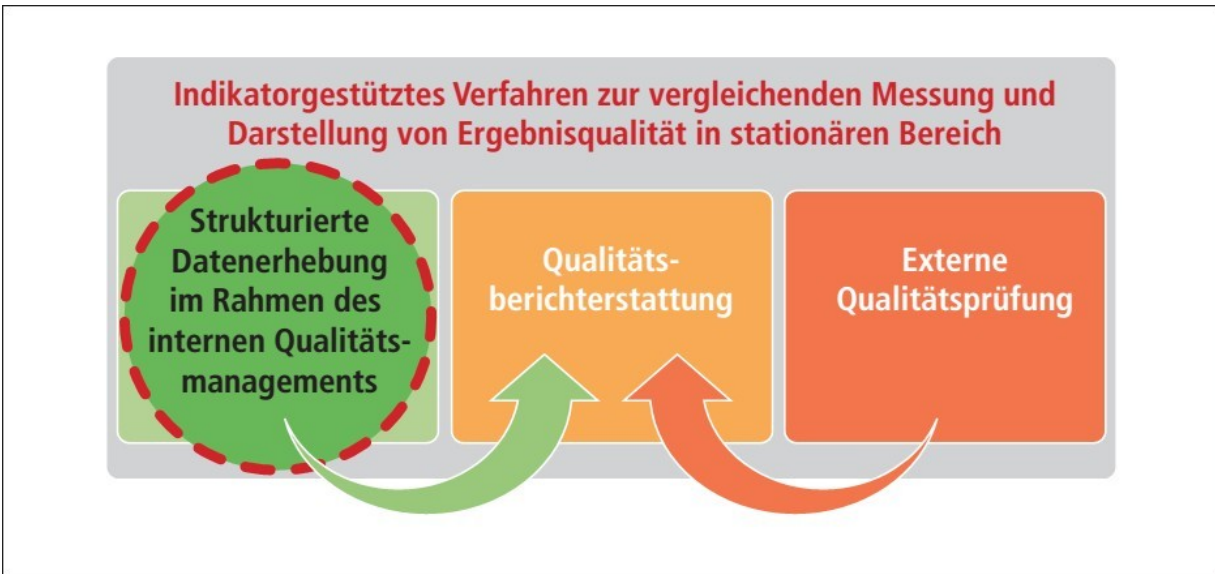 Indikatorgestütztes Verfahren zur vergleichenden Messung und
Darstellung von Ergebnisqualität in stationären Bereich
Strukturierte
Datenerhebung
im Rahmen des
internen Qualitäts-
managements
Qualitäts-
berichterstattung
Externe
Qualitätsprüfung